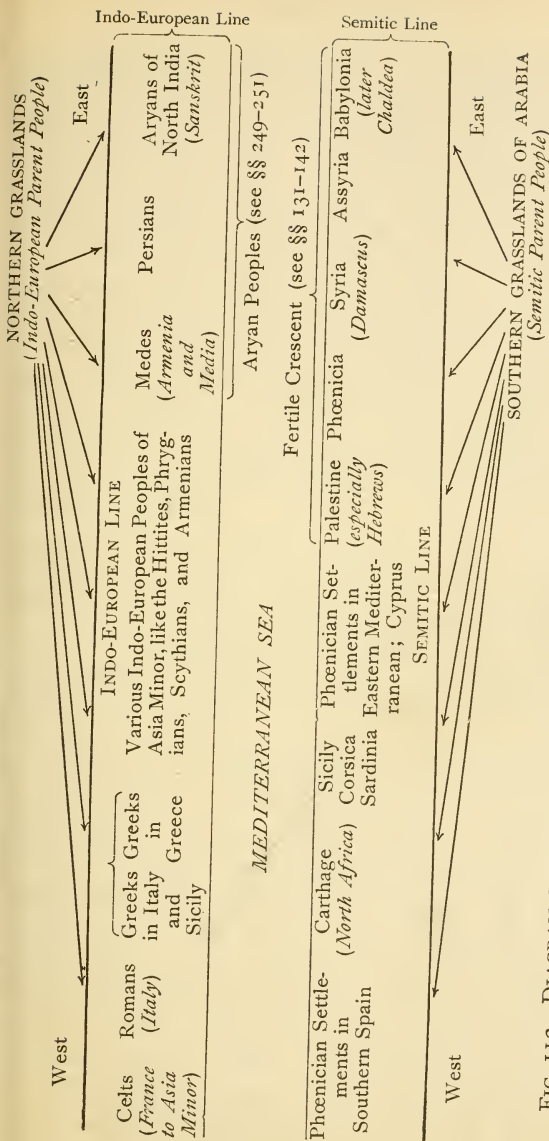 NORTHERN GRASSLANDS
(Indo-European Parent People)
West
East
Celts
(France
to Asia
Minor)
Romans
(Italy)
Greeks
in Italy
and
Sicily
Greeks
in
Greece
INDO-EUROPEAN LINE
Various Indo-European Peoples of
Asia Minor, like the Hittites, Phryg-
ians, Scythians, and Armenians
Medes
(Armenia
and
Media)
Persians
Aryans of
North India
(Sanskrit)
Indo-European Line
Aryan Peoples (see §§ 249–251)
MEDITERRANEAN SEA
Fertile Crescent (see §§ 131–142)
Phœnician Settle-
ments in
Southern Spain
Carthage
(North Africa)
Sicily
Corsica
Sardinia
Phœnician Set-
tlements in
Eastern Mediter-
ranean; Cyprus
Palestine
(especially
Hebrews)
Phœnicia
Syria
(Damascus)
Assyria
Babylonia
(later
Chaldea)
Semitic Line
SEMITIC LINE
West
East
SOUTHERN GRASSLANDS OF ARABIA
(Semitic Parent People)
FIG. 112.